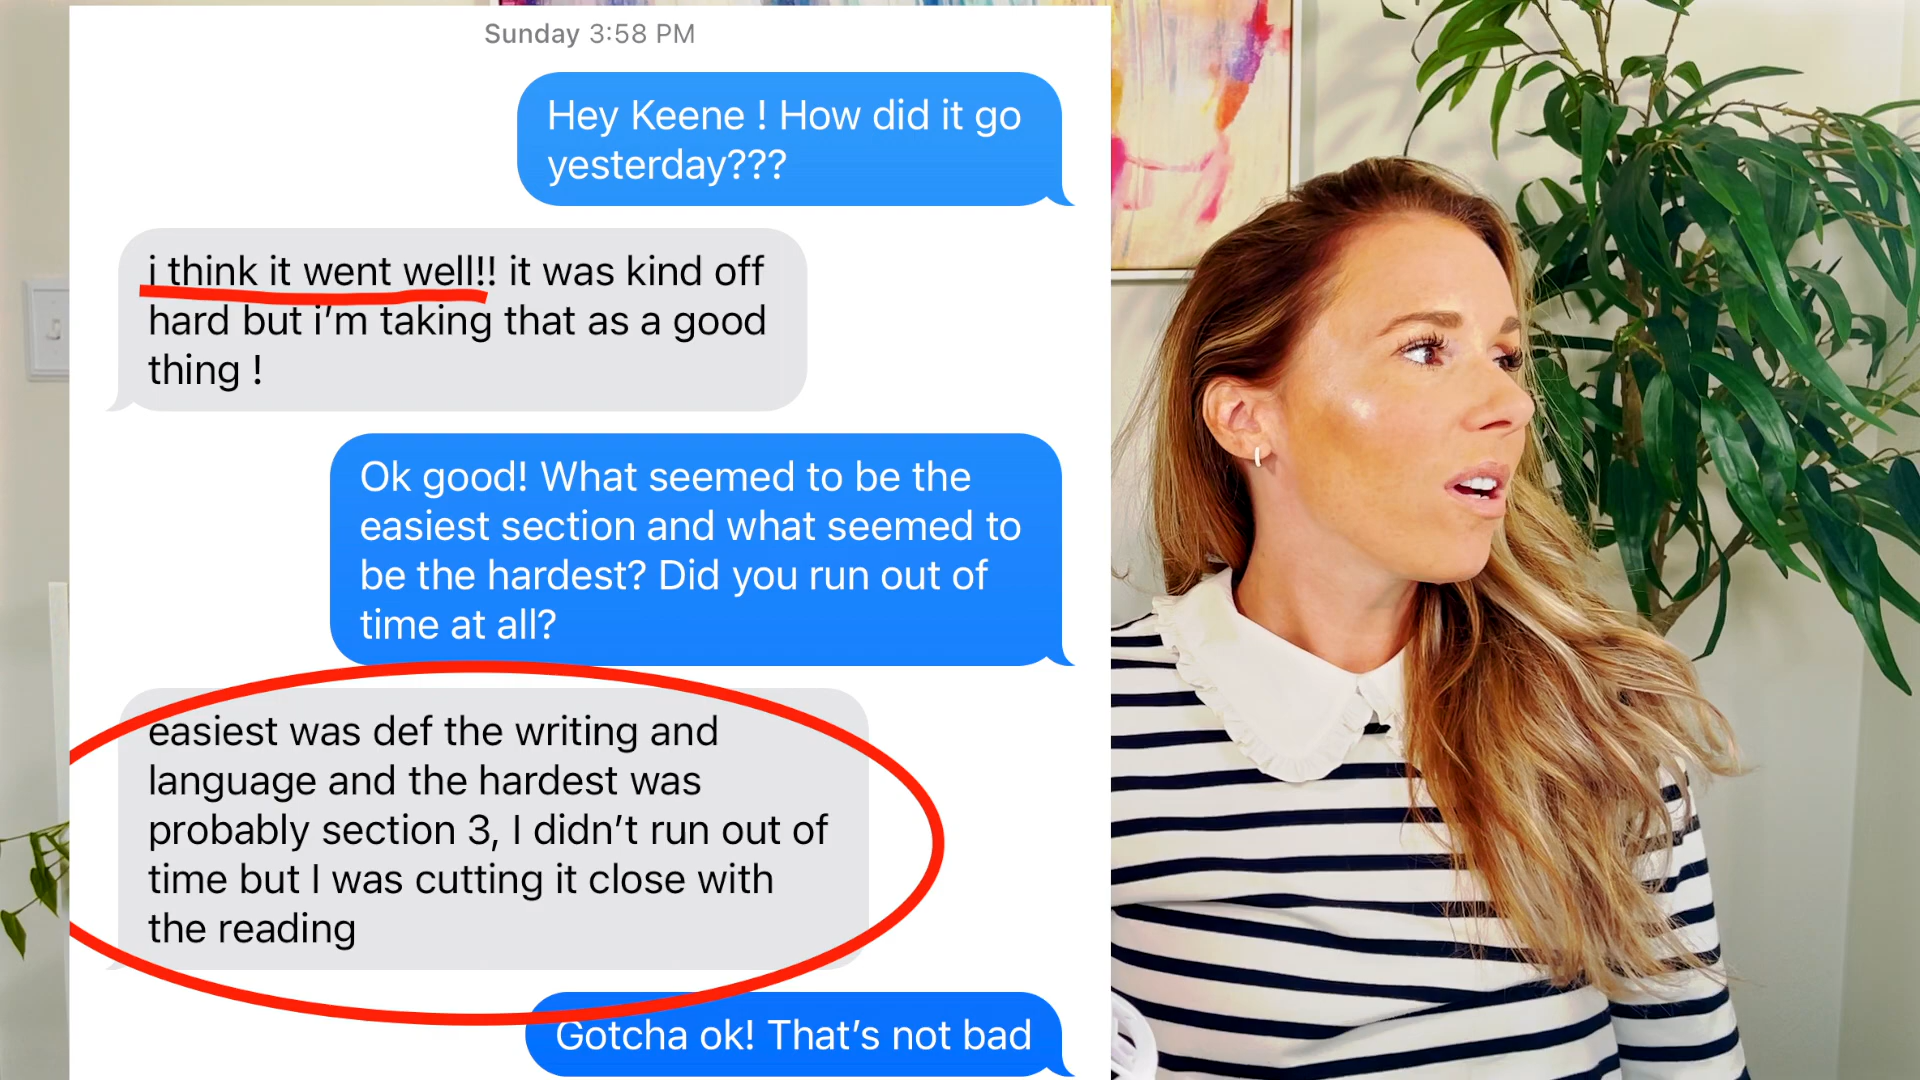 Sunday 3:58 PM
Hey Keene ! How did it go
yesterday???
i think it went well!! it was kind off
hard but i’m taking that as a good
thing !
Ok good! What seemed to be the
easiest section and what seemed to
be the hardest? Did you run out of
time at all?
easiest was def the writing and
language and the hardest was
probably section 3, I didn’t run out of
time but I was cutting it close with
the reading
Gotcha ok! That’s not bad